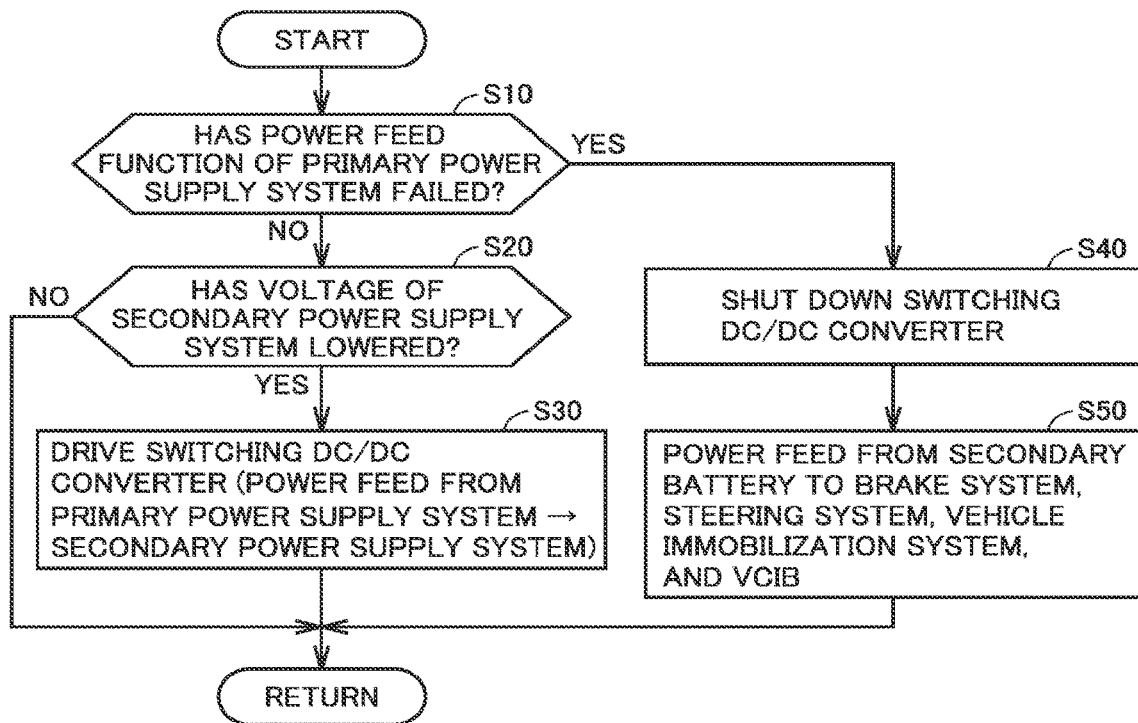 START
S10
HAS POWER FEED
FUNCTION OF PRIMARY POWER
SUPPLY SYSTEM FAILED?
YES
NO
S20
HAS VOLTAGE OF
SECONDARY POWER SUPPLY
SYSTEM LOWERED?
NO
YES
S30
DRIVE SWITCHING DC/DC
CONVERTER (POWER FEED FROM
PRIMARY POWER SUPPLY SYSTEM →
SECONDARY POWER SUPPLY SYSTEM)
S40
SHUT DOWN SWITCHING
DC/DC CONVERTER
S50
POWER FEED FROM SECONDARY
BATTERY TO BRAKE SYSTEM,
STEERING SYSTEM, VEHICLE
IMMOBILIZATION SYSTEM,
AND VCIB
RETURN